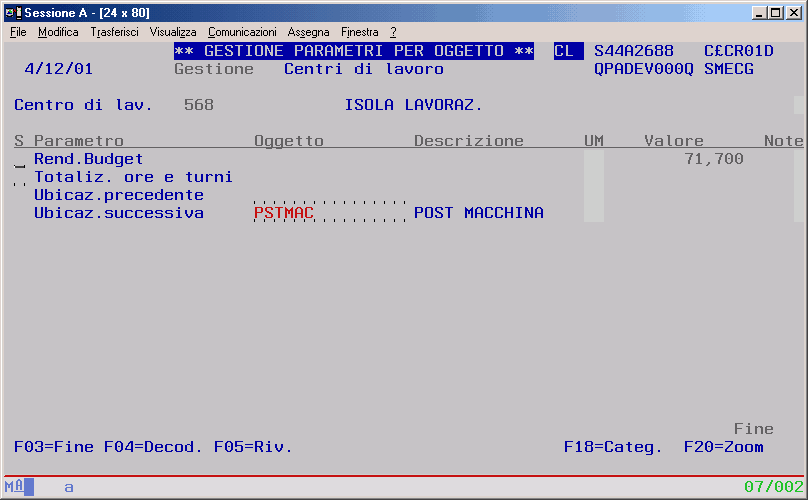 Sessione A - [24 x 80]
File Modifica Trasferisci Visualizza Comunicazioni Assegna Finestra ?
** GESTIONE PARAMETRI PER OGGETTO ** CL S44A2688 C£CR01D
4/12/01 Gestione Centri di lavoro QPADEV000Q SMECG
Centro di lav. 568 ISOLA LAVORAZ.
S Parametro Oggetto Descrizione UM Valore Note
Rend.Budget 71,700
Totaliz. ore e turni
Ubicaz.precedente
Ubicaz.successiva PSTMAC POST MACCHINA
Fine
F03=Fine F04=Decod. F05=Riv. F18=Categ. F20=Zoom
MA a 07/002